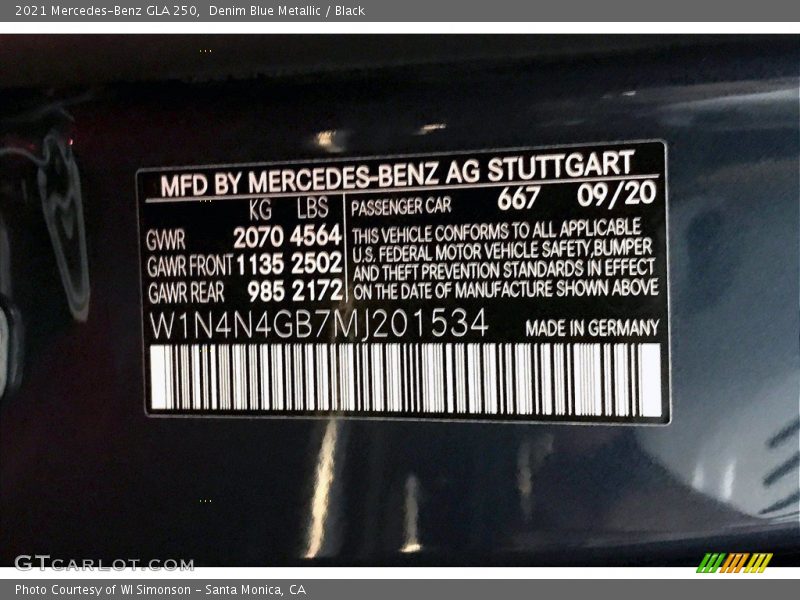 2021 Mercedes-Benz GLA 250, Denim Blue Metallic / Black
MFD BY MERCEDES-BENZ AG STUTTGART
KG LBS
GVWR 2070 4564
GAWR FRONT 1135 2502
GAWR REAR 985 2172
PASSENGER CAR 667 09/20
THIS VEHICLE CONFORMS TO ALL APPLICABLE
U.S. FEDERAL MOTOR VEHICLE SAFETY,BUMPER
AND THEFT PREVENTION STANDARDS IN EFFECT
ON THE DATE OF MANUFACTURE SHOWN ABOVE
W1N4N4GB7MJ201534 MADE IN GERMANY
GTCARLOT.COM
Photo Courtesy of WI Simonson - Santa Monica, CA